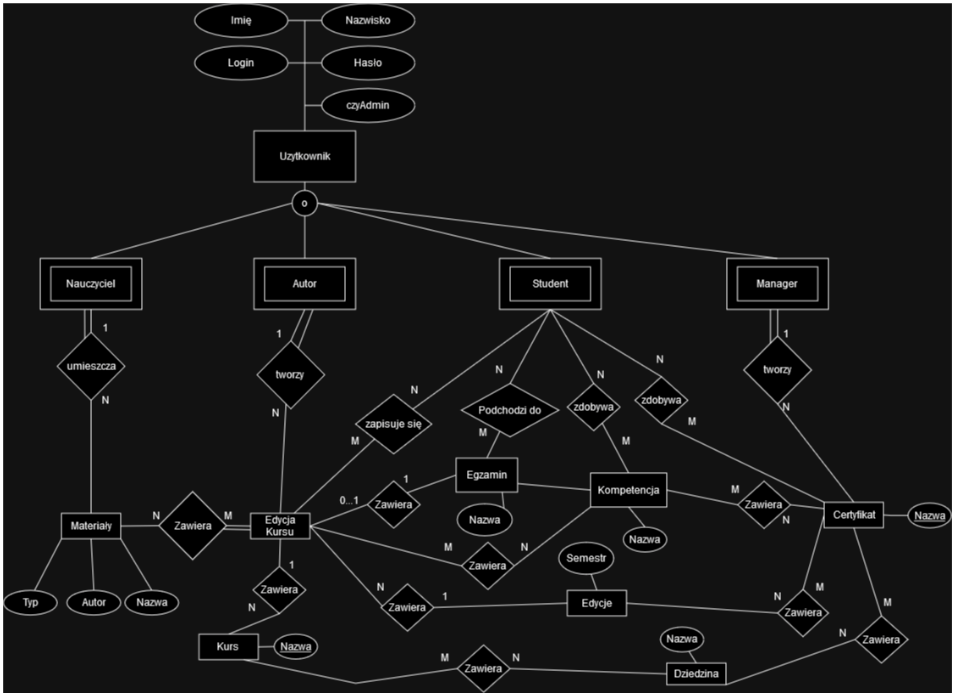 Imię
Nazwisko
Login
Hasło
czyAdmin
Uzytkownik
o
Nauczyciel
Autor
Student
Manager
1
1
1
umieszcza
tworzy
N
N
N
N
zdobywa
tworzy
N
N
zapisuje się
Podchodzi do
zdobywa
N
M
M
M
M
Egzamin
1
0...1
Zawiera
Kompetencja
M
Zawiera
N
Certyfikat
Nazwa
Materiały
N
Zawiera
M
Edycja
Kursu
Nazwa
Nazwa
M
Zawiera
N
Semestr
1
Zawiera
N
N
Zawiera
1
Edycje
M
N
Zawiera
M
Typ
Autor
Nazwa
Kurs
Nazwa
Nazwa
N
Zawiera
M
Zawiera
N
Dziedzina